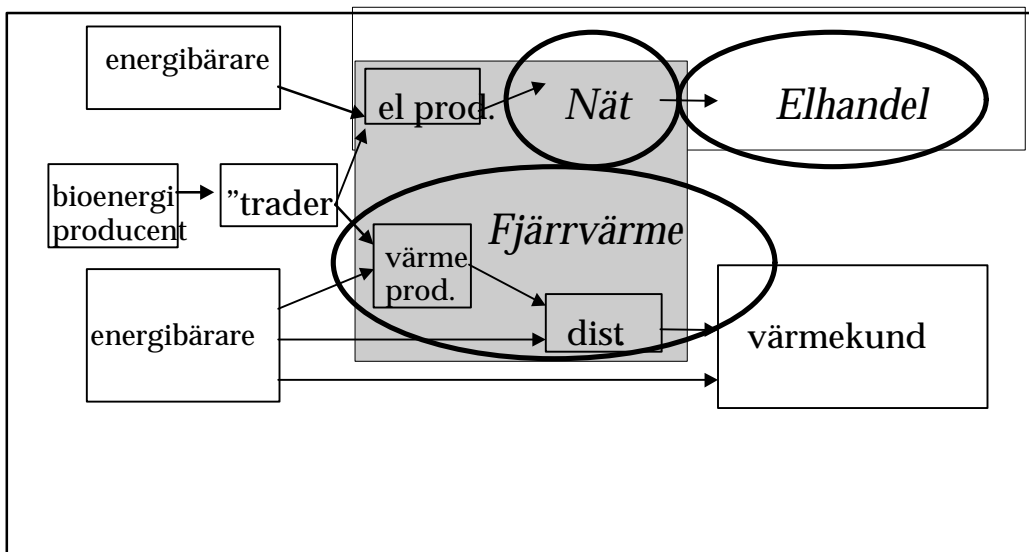 energibärare
el prod.
Nät
Elhandel
bioenergi
producent
”trader
Fjärrvärme
värme
prod.
energibärare
dist
värmekund